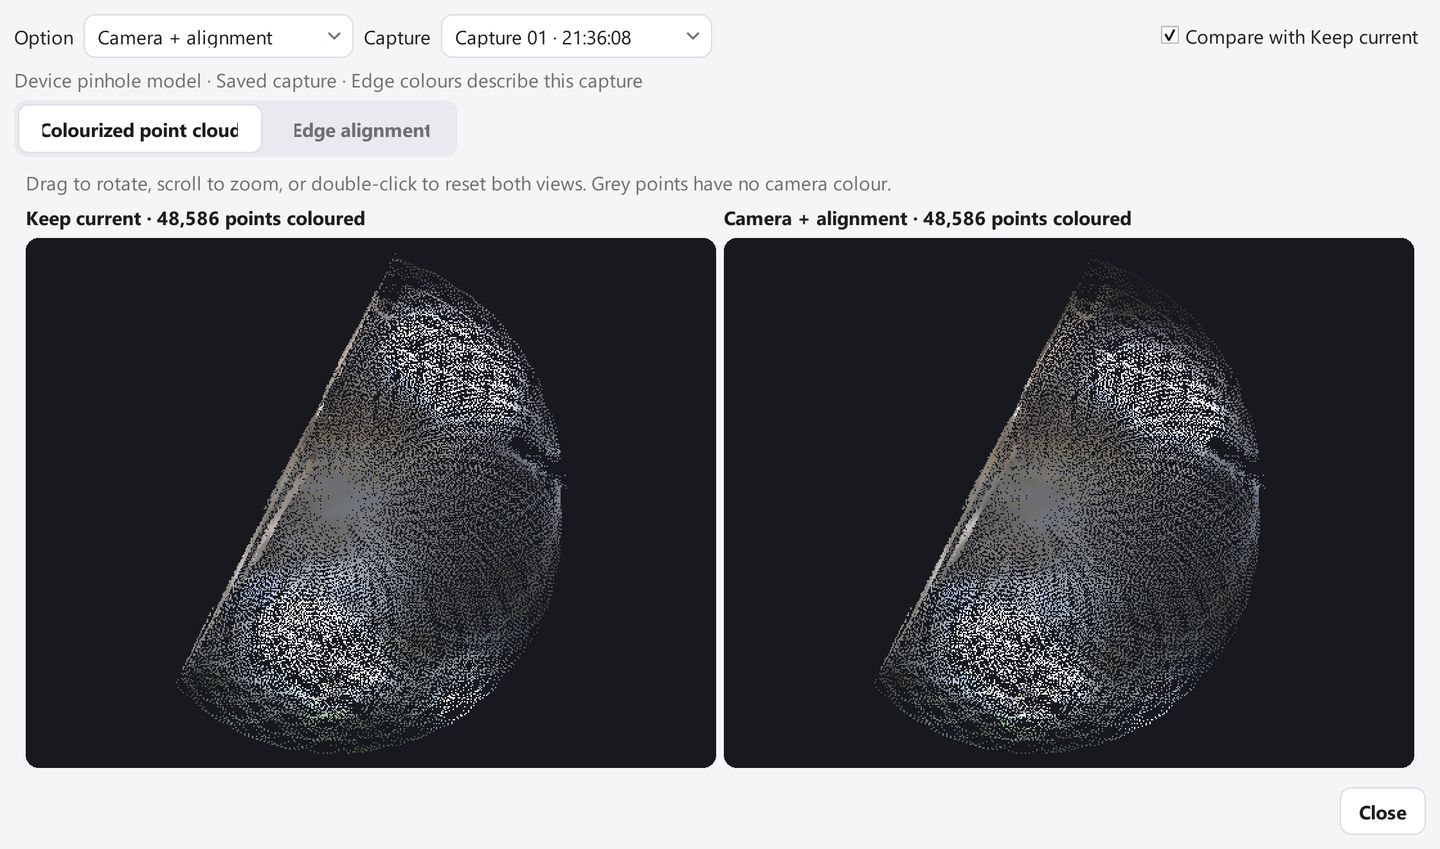 Option Camera + alignment Capture Capture 01 · 21:36:08 Compare with Keep current
Device pinhole model · Saved capture · Edge colours describe this capture
Colourized point cloud Edge alignment
Drag to rotate, scroll to zoom, or double-click to reset both views. Grey points have no camera colour.
Keep current · 48,586 points coloured Camera + alignment · 48,586 points coloured
Close